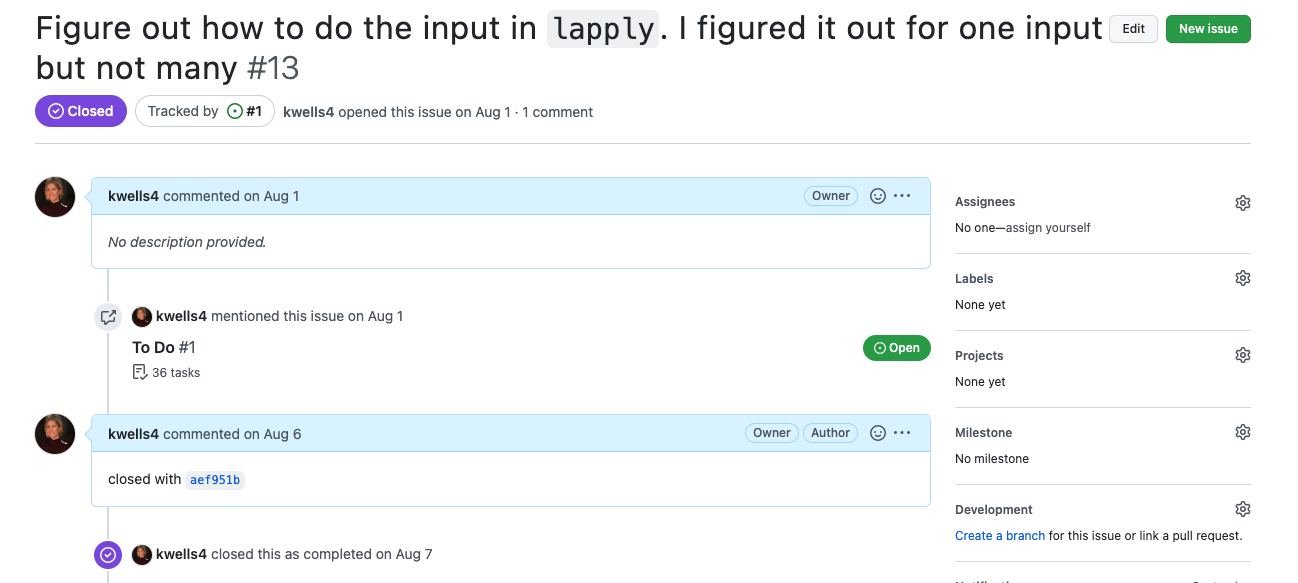 Figure out how to do the input in lapply. I figured it out for one input
but not many #13
Edit
New issue
Closed
Tracked by #1
kwells4 opened this issue on Aug 1 · 1 comment
kwells4 commented on Aug 1
Owner
No description provided.
kwells4 mentioned this issue on Aug 1
To Do #1
Open
36 tasks
kwells4 commented on Aug 6
Owner
Author
closed with aef951b
kwells4 closed this as completed on Aug 7
Assignees
No one—assign yourself
Labels
None yet
Projects
None yet
Milestone
No milestone
Development
Create a branch for this issue or link a pull request.